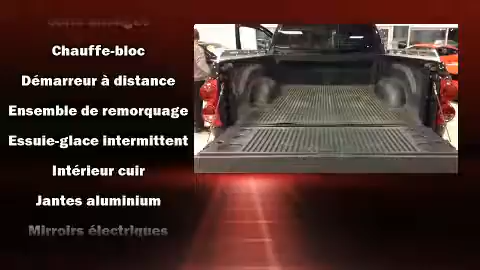 Chauffe-bloc
Démarreur à distance
Ensemble de remorquage
Essuie-glace intermittent
Intérieur cuir
Jantes aluminium
Mirroirs électriques